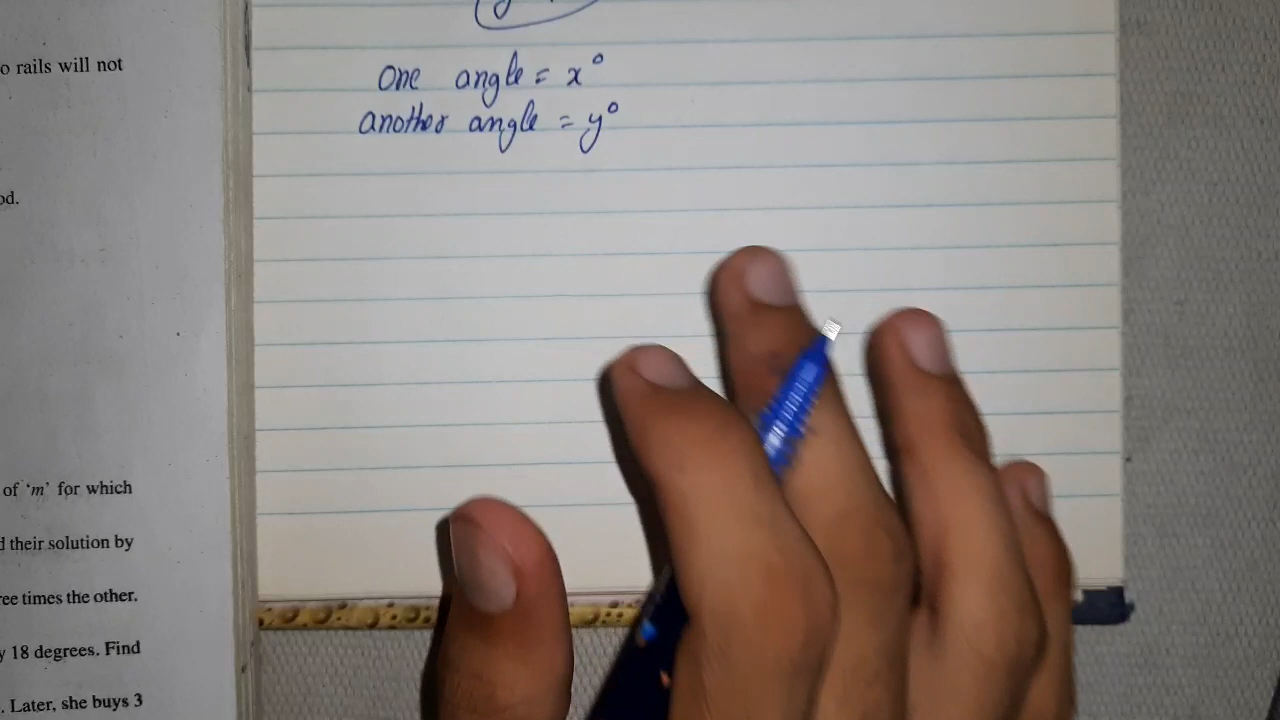 o rails will not
od.
of ‘m’ for which
d their solution by
ree times the other.
y 18 degrees. Find
. Later, she buys 3
One angle = x°
another angle = y°